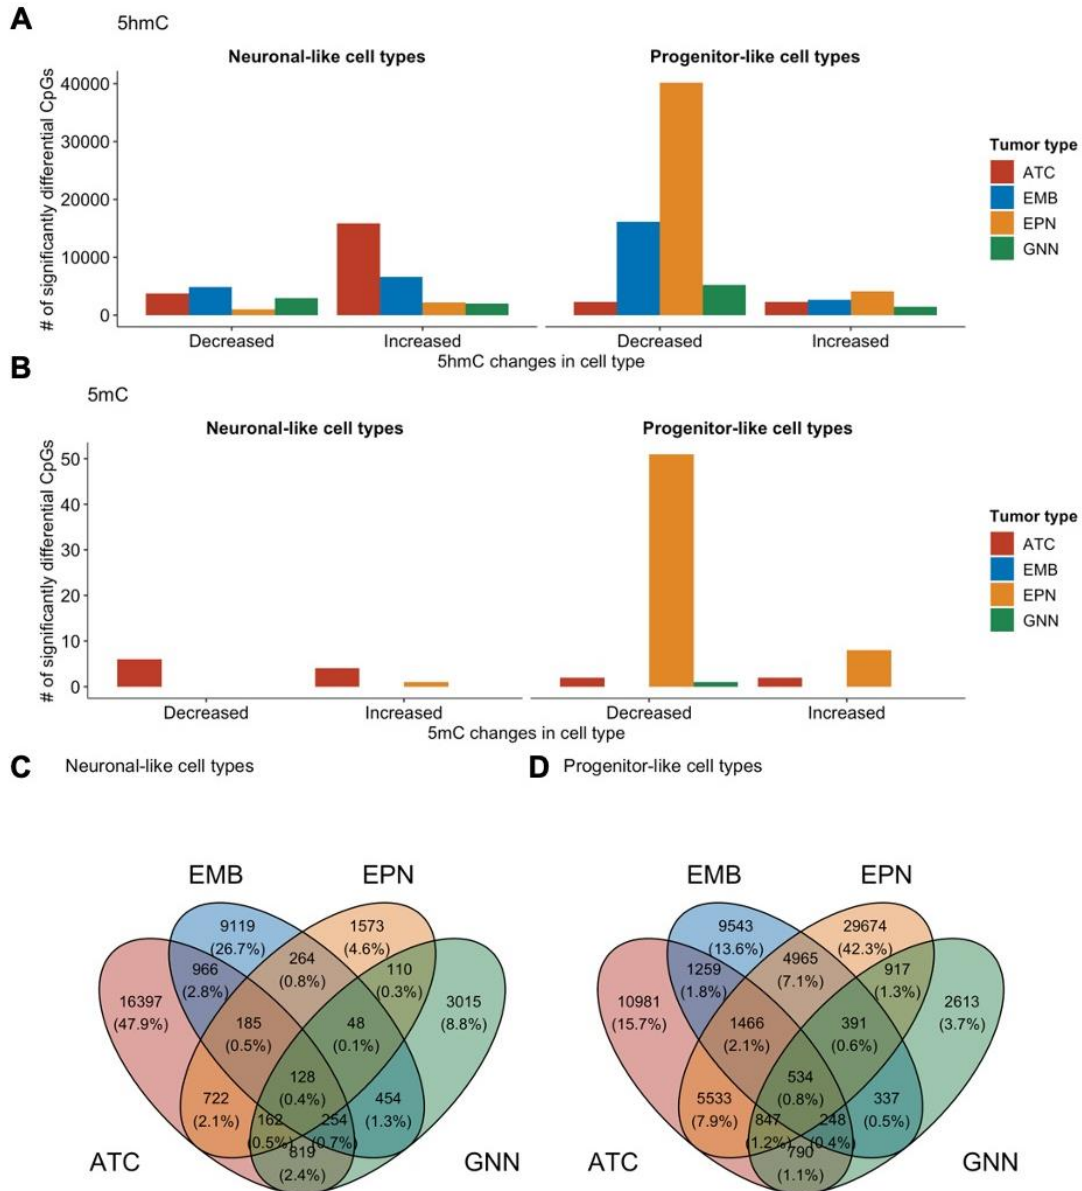 A
5hmC
Neuronal-like cell types
Progenitor-like cell types
# of significantly differential CpGs
40000
30000
20000
10000
0
Decreased
Increased
Decreased
Increased
5hmC changes in cell type
Tumor type
ATC
EMB
EPN
GNN
B
5mC
Neuronal-like cell types
Progenitor-like cell types
# of significantly differential CpGs
50
40
30
20
10
0
Decreased
Increased
Decreased
Increased
5mC changes in cell type
Tumor type
ATC
EMB
EPN
GNN
C
Neuronal-like cell types
EMB
EPN
9119
(26.7%)
1573
(4.6%)
966
(2.8%)
264
(0.8%)
110
(0.3%)
16397
(47.9%)
3015
(8.8%)
185
(0.5%)
48
(0.1%)
128
(0.4%)
722
(2.1%)
454
(1.3%)
162
(0.5%)
254
(0.7%)
819
(2.4%)
ATC
GNN
D
Progenitor-like cell types
EMB
EPN
9543
(13.6%)
29674
(42.3%)
1259
(1.8%)
4965
(7.1%)
917
(1.3%)
10981
(15.7%)
2613
(3.7%)
1466
(2.1%)
391
(0.6%)
534
(0.8%)
5533
(7.9%)
337
(0.5%)
847
(1.2%)
248
(0.4%)
790
(1.1%)
ATC
GNN